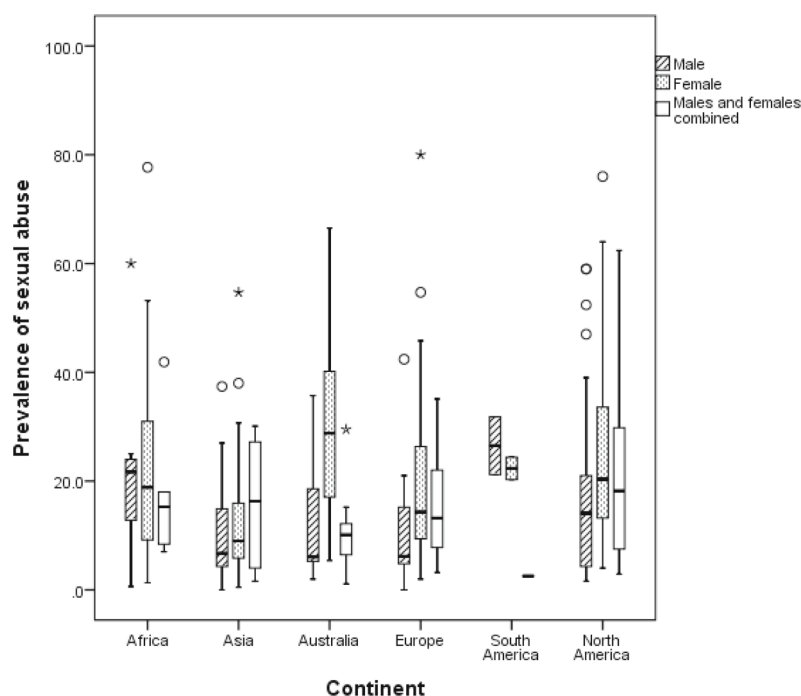 100.0
80.0
60.0
40.0
20.0
.0
Prevalence of sexual abuse
Male
Female
Males and females
combined
Africa
Asia
Australia
Europe
South
America
North
America
Continent